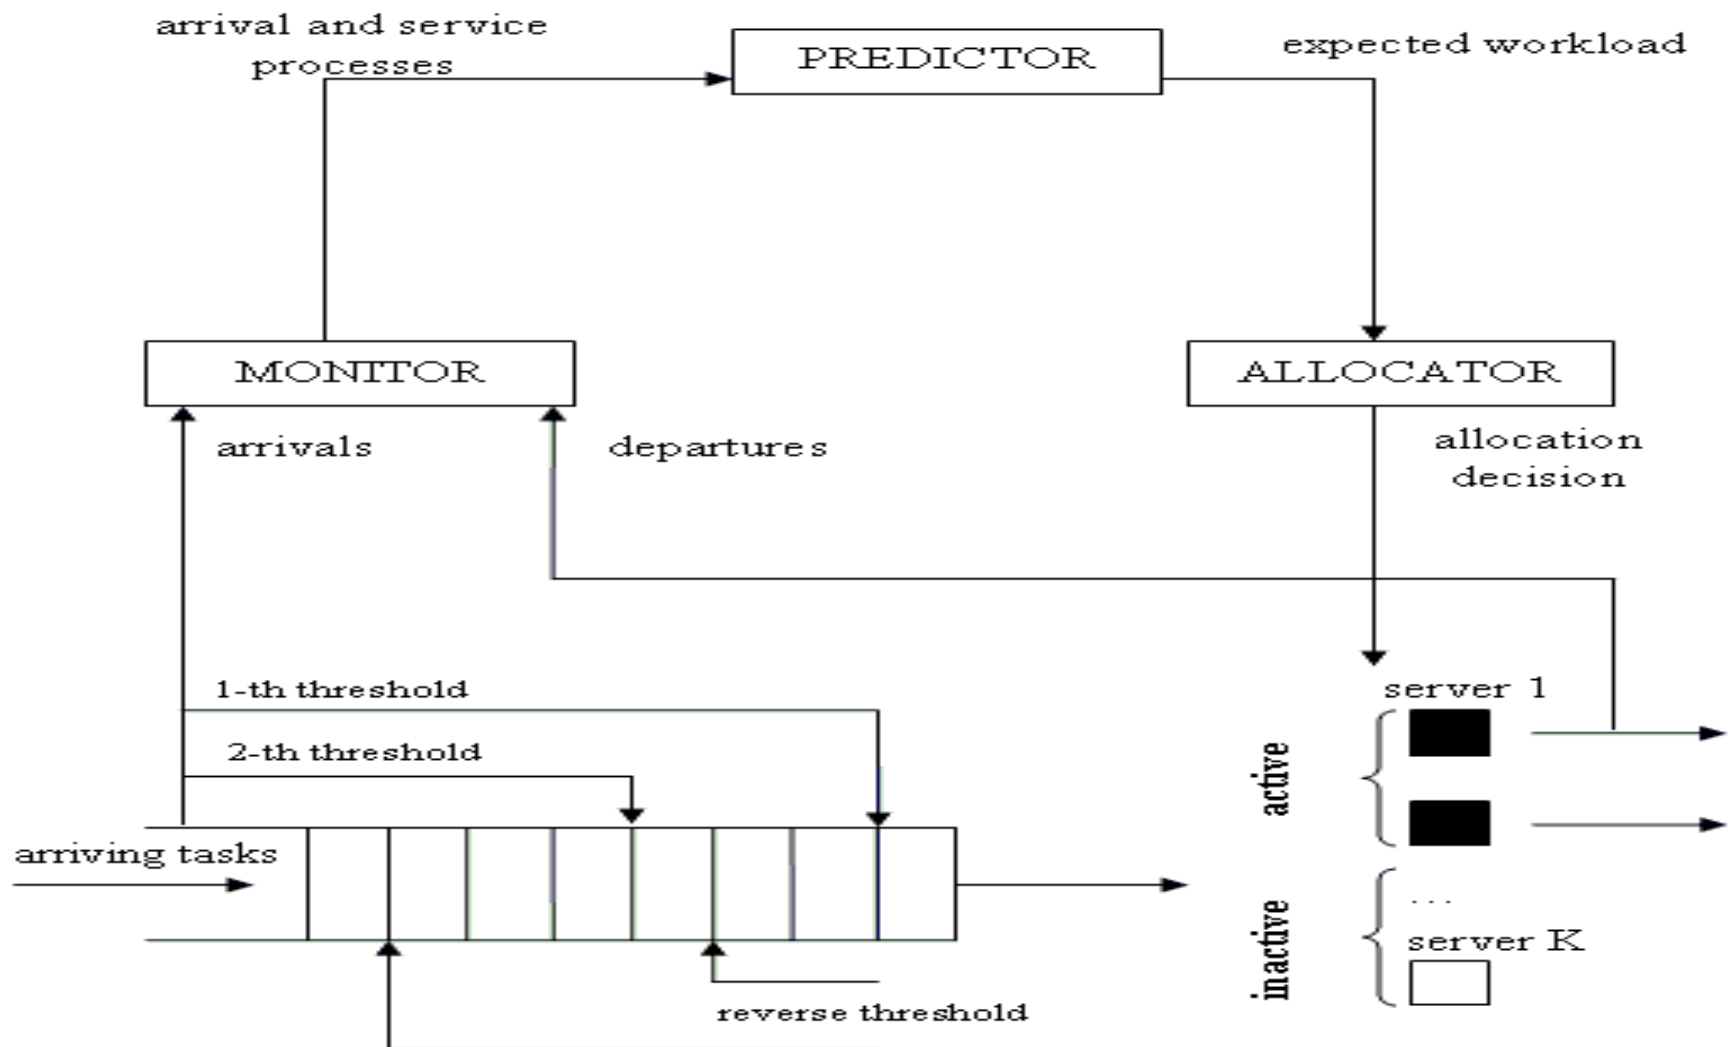 arrival and service
processes
PREDICTOR
expected workload
MONITOR
ALLOCATOR
arrivals
departures
allocation
decision
1-th threshold
server 1
2-th threshold
active
arriving tasks
...
inactive
server K
reverse threshold